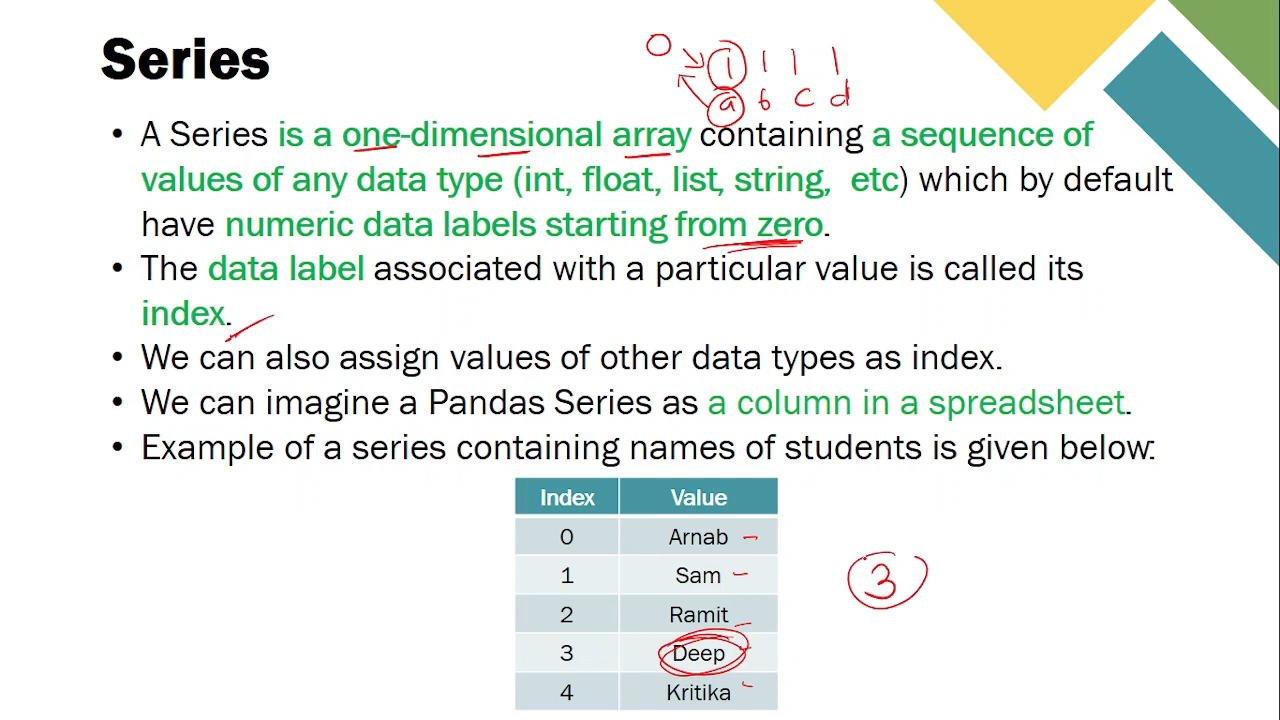 Series
0 1 1 1 1
a b c d
• A Series is a one-dimensional array containing a sequence of
values of any data type (int, float, list, string, etc) which by default
have numeric data labels starting from zero.
• The data label associated with a particular value is called its
index.
• We can also assign values of other data types as index.
• We can imagine a Pandas Series as a column in a spreadsheet.
• Example of a series containing names of students is given below:
Index Value
0 Arnab
1 Sam
2 Ramit
3 Deep
4 Kritika
3